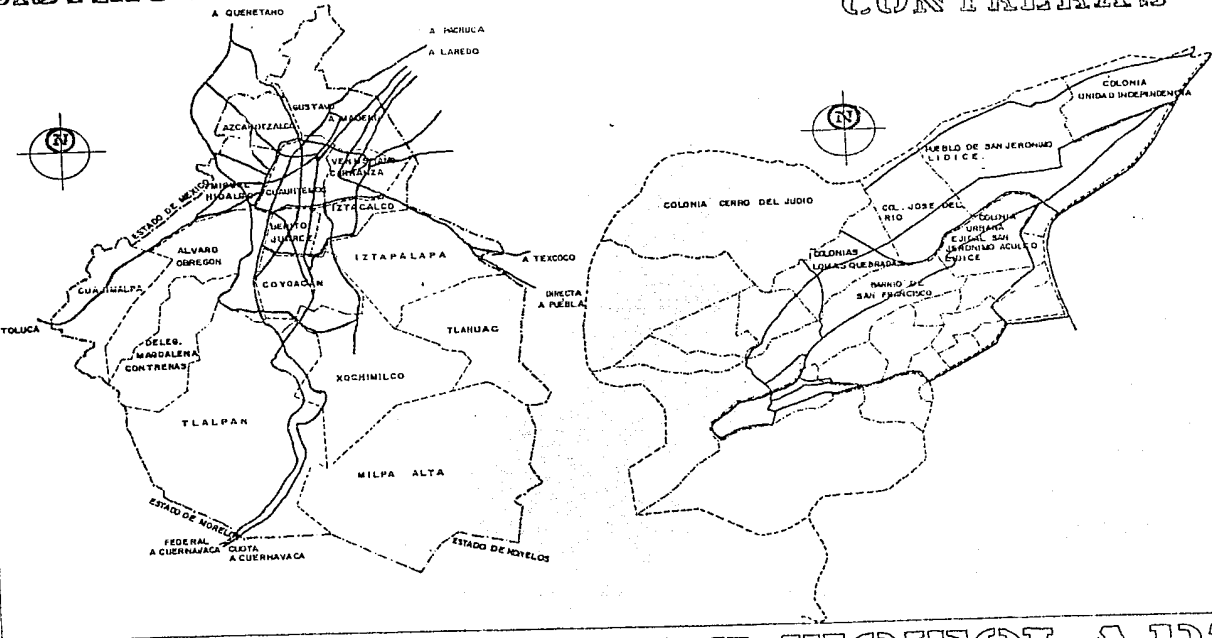 CONTRERAS
A QUERETARO
A PACHUCA
A LAREDO
N
GUSTAVO
A MADERO
AZCAPOTZALCO
VENUSTIANO
CARRANZA
MIGUEL
HIDALGO
CUAUHTEMOC
IZTACALCO
ESTADO DE MEXICO
BENITO
JUAREZ
ALVARO
OBREGON
IZTAPALAPA
A TEXCOCO
CUAJIMALPA
COYOACAN
DIRECTA
A PUEBLA
TOLUCA
TLAHUAC
DELEG.
MAGDALENA
CONTRERAS
XOCHIMILCO
TLALPAN
MILPA ALTA
ESTADO DE MORELOS
FEDERAL
A CUERNAVACA
CUOTA
A CUERNAVACA
ESTADO DE MORELOS
N
COLONIA
UNIDAD INDEPENDENCIA
PUEBLO DE SAN JERONIMO
LIDICE.
COLONIA CERRO DEL JUDIO
COL. JOSE DEL
RIO
COLONIA
URBANA
EJIDAL SAN
JERONIMO ACULCO
LIDICE
COLONIAS
LOMAS QUEBRADAS
BARRIO DE
SAN FRANCISCO